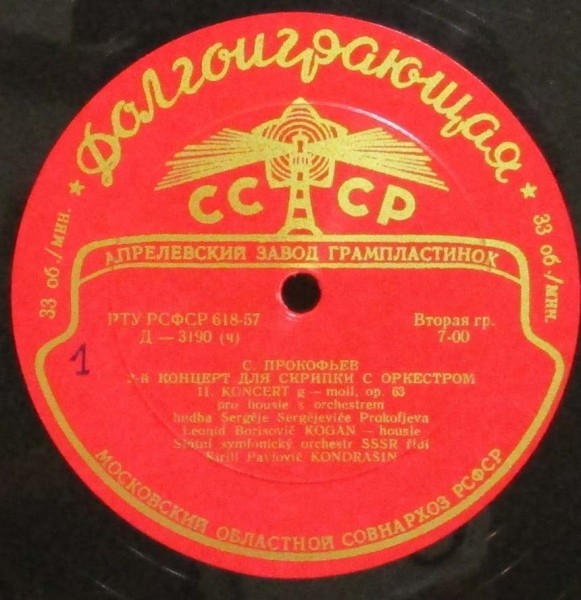 Долгоиграющая
★ 33 об./мин.
★ 33 об./мин.
СССР
АПРЕЛЕВСКИЙ ЗАВОД ГРАМПЛАСТИНОК
РТУ РСФСР 618-57
Вторая гр.
Д — 3190 (ч)
7-00
1
С. ПРОКОФЬЕВ
2-й КОНЦЕРТ ДЛЯ СКРИПКИ С ОРКЕСТРОМ
II. KONCERT g — moll, op. 63
pro housle s orchestrem
hudba Sergěje Sergějeviče Prokofjeva
Leonid Borisovič KOGAN — housle
Státní symfonický orchestr SSSR řídí
Kirill Pavlovič KONDRAŠIN
МОСКОВСКИЙ ОБЛАСТНОЙ СОВНАРХОЗ РСФСР